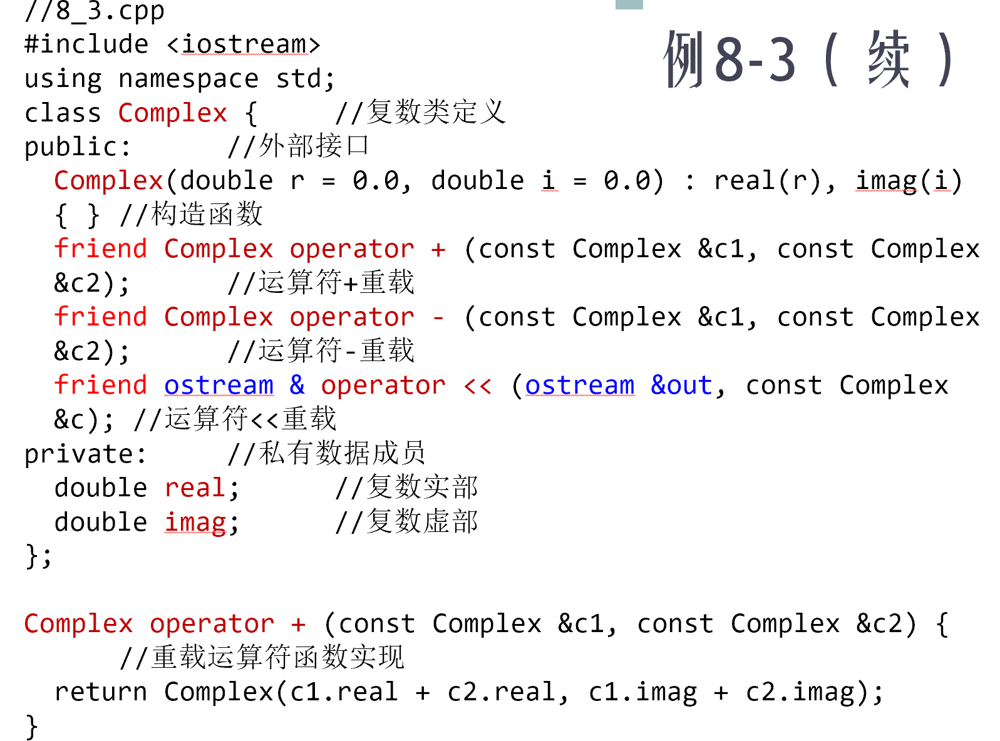 //8_3.cpp
例8-3（续）
#include <iostream>
using namespace std;
class Complex {     //复数类定义
public:      //外部接口
Complex(double r = 0.0, double i = 0.0) : real(r), imag(i)
{ } //构造函数
friend Complex operator + (const Complex &c1, const Complex
&c2);      //运算符+重载
friend Complex operator - (const Complex &c1, const Complex
&c2);      //运算符-重载
friend ostream & operator << (ostream &out, const Complex
&c); //运算符<<重载
private:     //私有数据成员
double real;      //复数实部
double imag;      //复数虚部
};
Complex operator + (const Complex &c1, const Complex &c2) {
//重载运算符函数实现
return Complex(c1.real + c2.real, c1.imag + c2.imag);
}